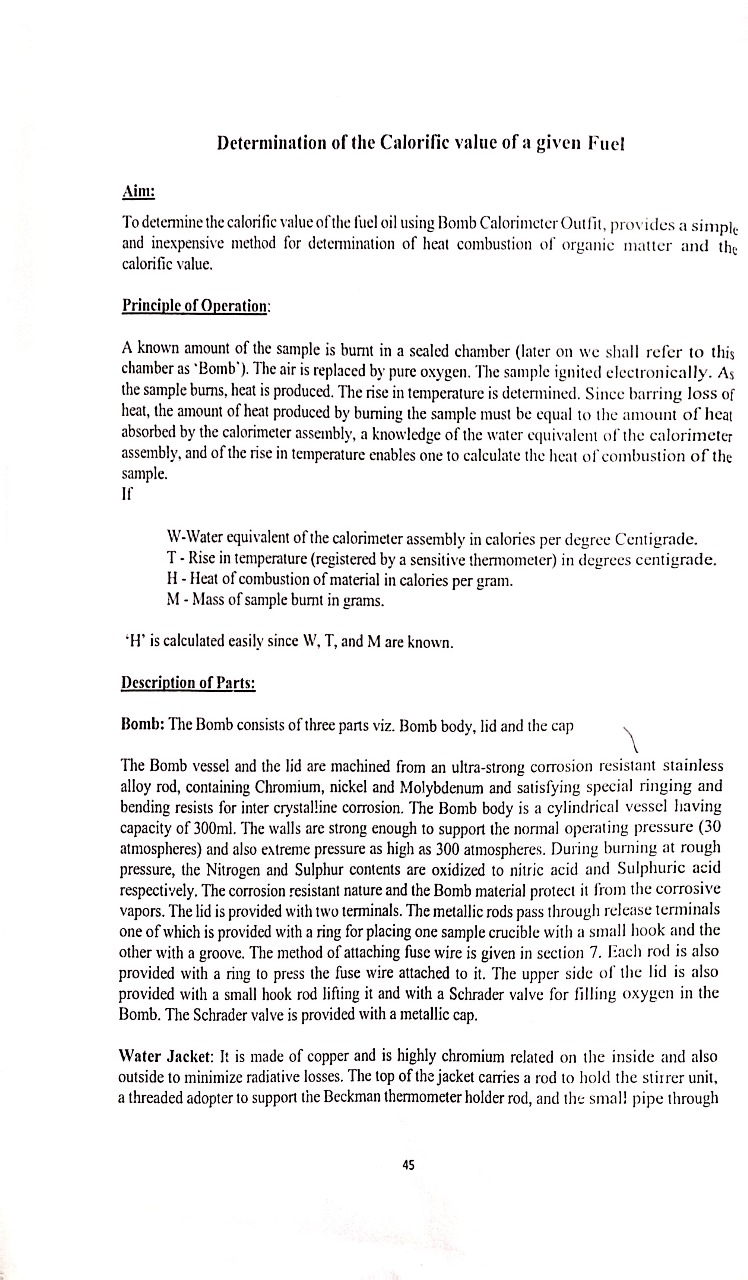 Determination of the Calorific value of a given Fuel
Aim:
To determine the calorific value of the fuel oil using Bomb Calorimeter Outfit, provides a simple
and inexpensive method for determination of heat combustion of organic matter and the
calorific value.
Principle of Operation:
A known amount of the sample is burnt in a sealed chamber (later on we shall refer to this
chamber as ‘Bomb’). The air is replaced by pure oxygen. The sample ignited electronically. As
the sample burns, heat is produced. The rise in temperature is determined. Since barring loss of
heat, the amount of heat produced by burning the sample must be equal to the amount of heat
absorbed by the calorimeter assembly, a knowledge of the water equivalent of the calorimeter
assembly, and of the rise in temperature enables one to calculate the heat of combustion of the
sample.
If
W-Water equivalent of the calorimeter assembly in calories per degree Centigrade.
T - Rise in temperature (registered by a sensitive thermometer) in degrees centigrade.
H - Heat of combustion of material in calories per gram.
M - Mass of sample burnt in grams.
‘H’ is calculated easily since W, T, and M are known.
Description of Parts:
Bomb: The Bomb consists of three parts viz. Bomb body, lid and the cap
The Bomb vessel and the lid are machined from an ultra-strong corrosion resistant stainless
alloy rod, containing Chromium, nickel and Molybdenum and satisfying special ringing and
bending resists for inter crystalline corrosion. The Bomb body is a cylindrical vessel having
capacity of 300ml. The walls are strong enough to support the normal operating pressure (30
atmospheres) and also extreme pressure as high as 300 atmospheres. During burning at rough
pressure, the Nitrogen and Sulphur contents are oxidized to nitric acid and Sulphuric acid
respectively. The corrosion resistant nature and the Bomb material protect it from the corrosive
vapors. The lid is provided with two terminals. The metallic rods pass through release terminals
one of which is provided with a ring for placing one sample crucible with a small hook and the
other with a groove. The method of attaching fuse wire is given in section 7. Each rod is also
provided with a ring to press the fuse wire attached to it. The upper side of the lid is also
provided with a small hook rod lifting it and with a Schrader valve for filling oxygen in the
Bomb. The Schrader valve is provided with a metallic cap.
Water Jacket: It is made of copper and is highly chromium related on the inside and also
outside to minimize radiative losses. The top of the jacket carries a rod to hold the stirrer unit,
a threaded adopter to support the Beckman thermometer holder rod, and the small pipe through
45